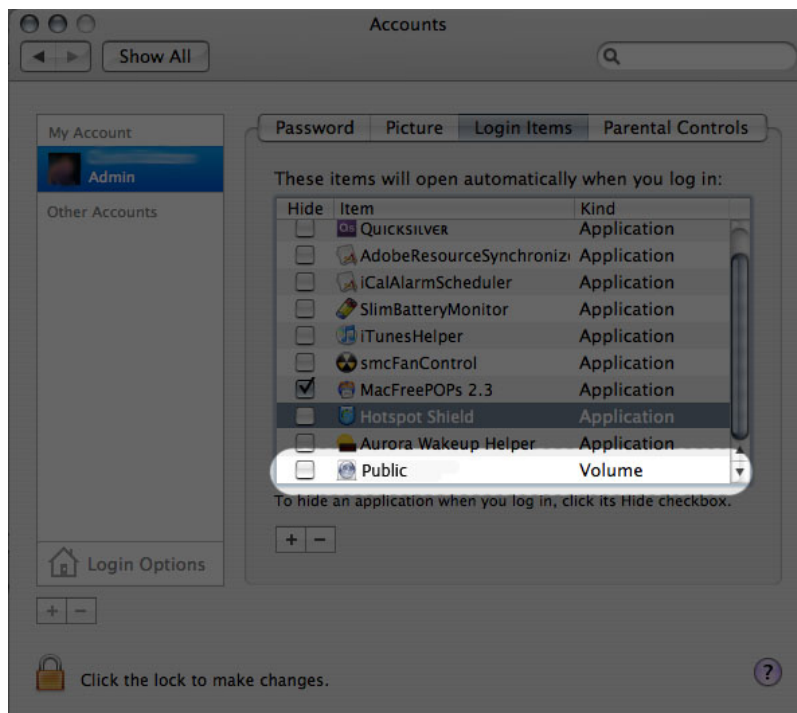 Accounts
Show All
Password Picture Login Items Parental Controls
My Account
Admin
Other Accounts
These items will open automatically when you log in:
Hide Item Kind
Qs QUICKSILVER Application
AdobeResourceSynchroniz Application
iCalAlarmScheduler Application
SlimBatteryMonitor Application
iTunesHelper Application
smcFanControl Application
MacFreePOPs 2.3 Application
Hotspot Shield Application
Aurora Wakeup Helper Application
Public Volume
To hide an application when you log in, click its Hide checkbox.
+ −
Login Options
+ −
Click the lock to make changes.
?